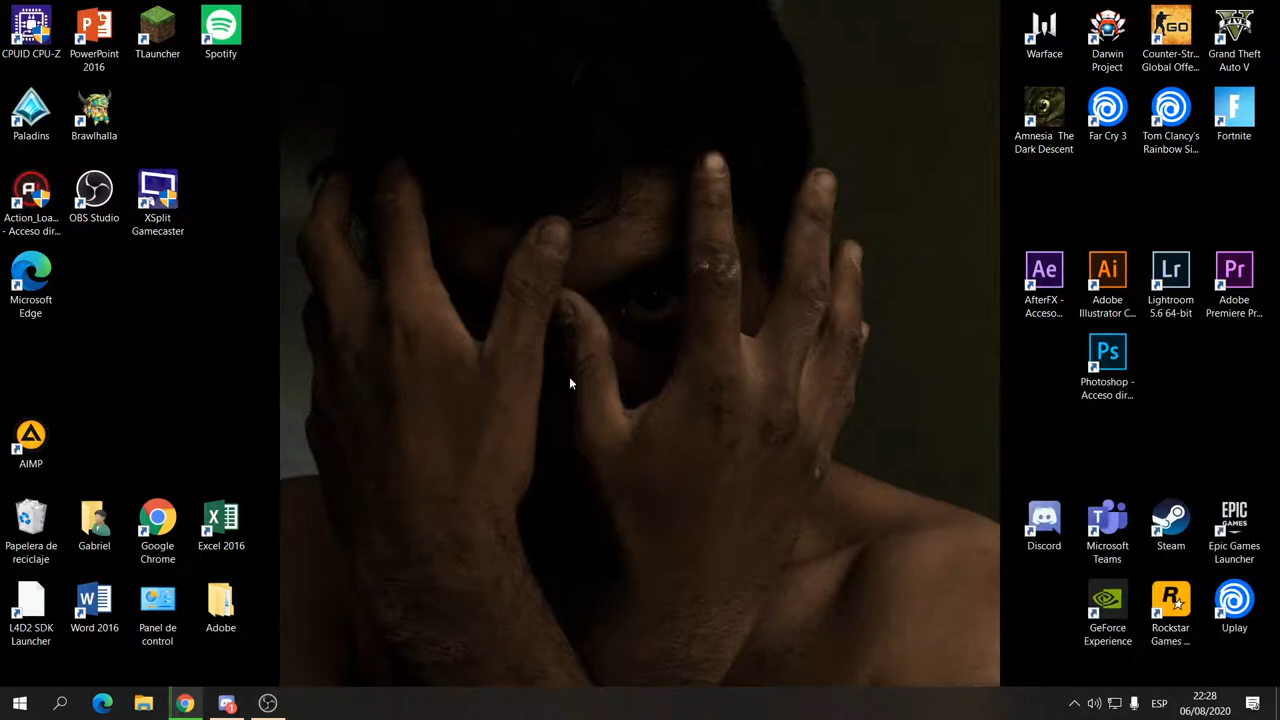 CPUID CPU-Z
PowerPoint
2016
TLauncher
Spotify
Warface
Darwin
Project
Counter-Str...
Global Offe...
Grand Theft
Auto V
Paladins
Brawlhalla
Amnesia The
Dark Descent
Far Cry 3
Tom Clancy's
Rainbow Si...
Fortnite
Action_Loa...
- Acceso dir...
OBS Studio
XSplit
Gamecaster
Microsoft
Edge
AfterFX -
Acceso...
Adobe
Illustrator C...
Lightroom
5.6 64-bit
Adobe
Premiere Pr...
Photoshop -
Acceso dir...
AIMP
Papelera de
reciclaje
Gabriel
Google
Chrome
Excel 2016
Discord
Microsoft
Teams
Steam
EPIC
GAMES
Epic Games
Launcher
L4D2 SDK
Launcher
Word 2016
Panel de
control
Adobe
GeForce
Experience
Rockstar
Games ...
Uplay
ESP
22:28
06/08/2020